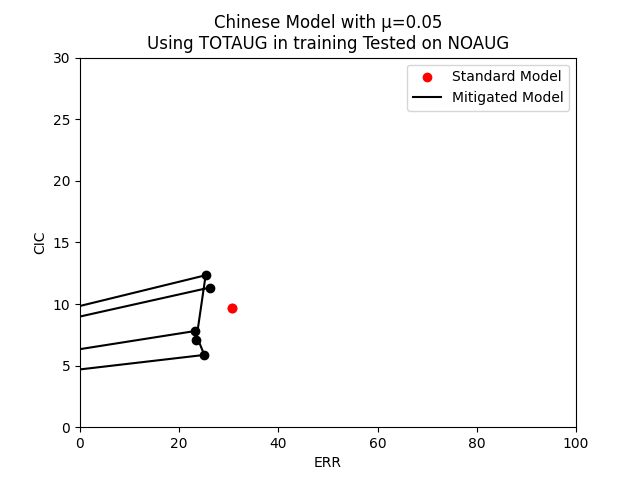 Chinese Model with μ=0.05
Using TOTAUG in training Tested on NOAUG
Standard Model
Mitigated Model
30
25
20
15
10
5
0
CIC
0 20 40 60 80 100
ERR